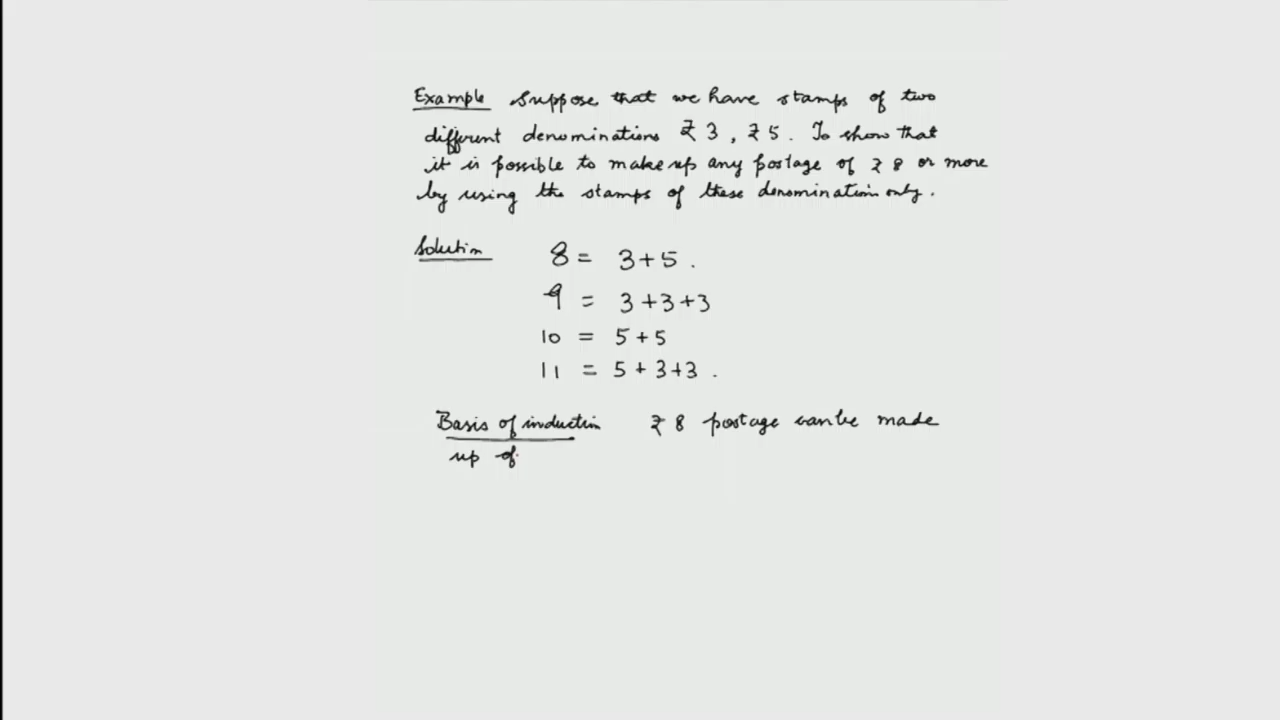 Example Suppose that we have stamps of two
different denominations ₹ 3 , ₹ 5 . To show that
it is possible to make up any postage of ₹ 8 or more
by using the stamps of these denomination only .
Solution 8 = 3 + 5 .
9 = 3 + 3 + 3
10 = 5 + 5
11 = 5 + 3 + 3 .
Basis of induction ₹ 8 postage can be made
up of